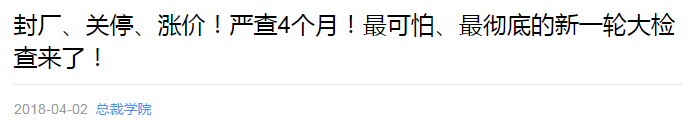 封厂、关停、涨价！严查4个月！最可怕、最彻底的新一轮大检
查来了！
2018-04-02 总裁学院